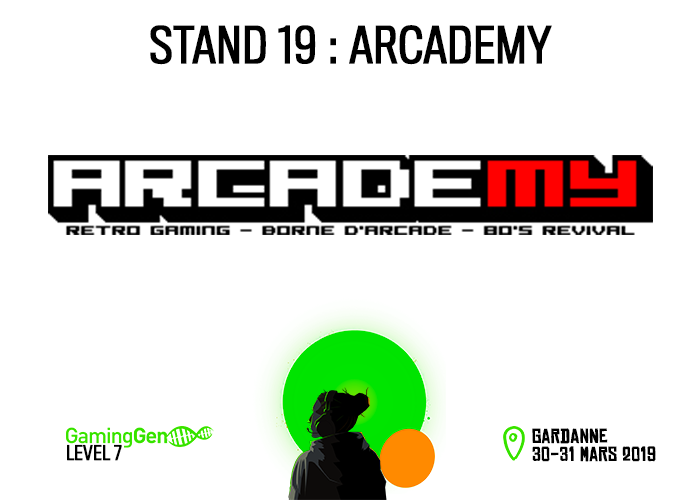 STAND 19 : ARCADEMY
ARCADEMY
RETRO GAMING - BORNE D'ARCADE - 80'S REVIVAL
GamingGen
LEVEL 7
GARDANNE
30-31 MARS 2019